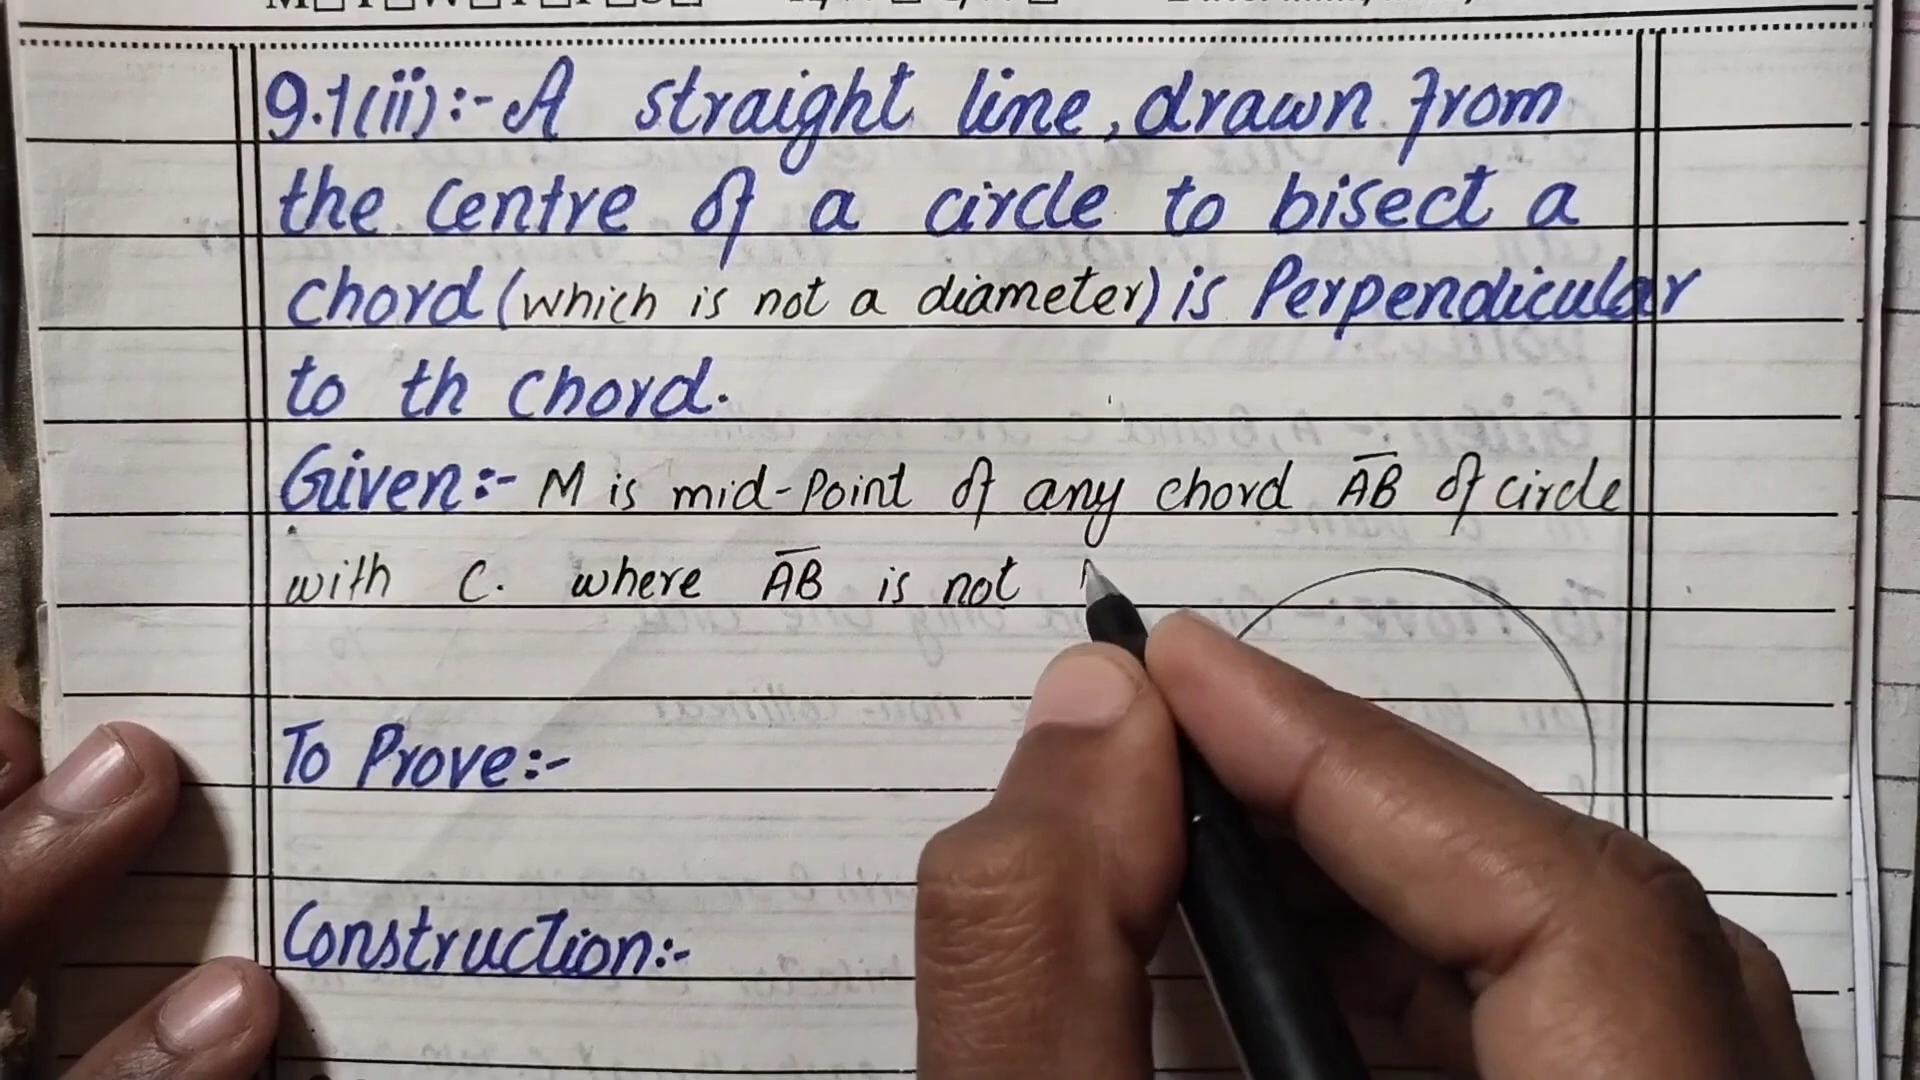 9.1(ii):- A straight line, drawn from
the centre of a circle to bisect a
chord (which is not a diameter) is Perpendicular
to th chord.
Given:- M is mid-point of any chord AB of circle
with C. where AB is not
To Prove:-
Construction:-